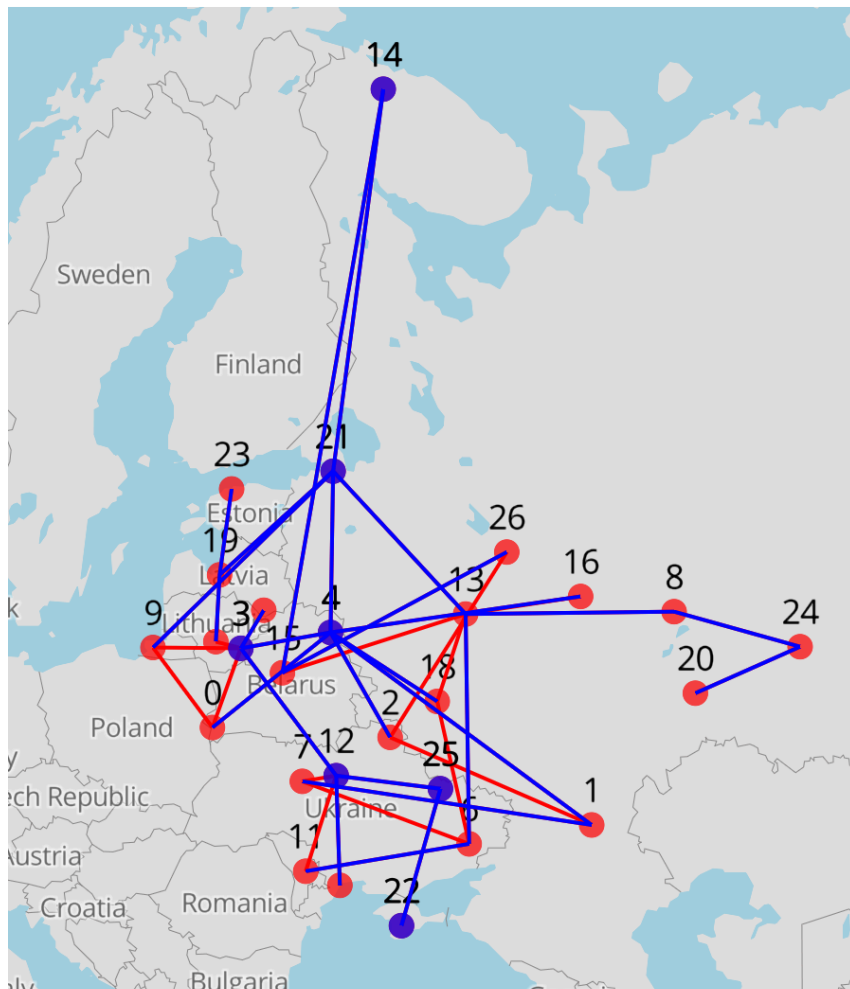 14
Sweden
Finland
21
23
Estonia
19
26
Latvia
16
13
8
k
9
Lithuania
3
4
24
15
Belarus
18
20
0
2
Poland
7
12
25
ech Republic
Ukraine
1
6
11
Austria
Romania
22
Croatia
Bulgaria